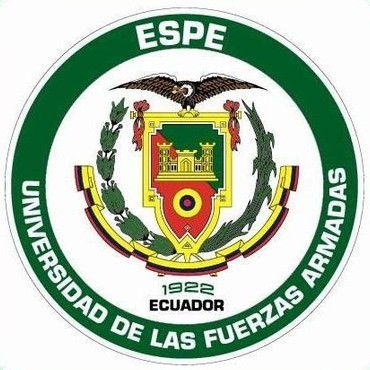 ESPE
1922
ECUADOR
UNIVERSIDAD DE LAS FUERZAS ARMADAS